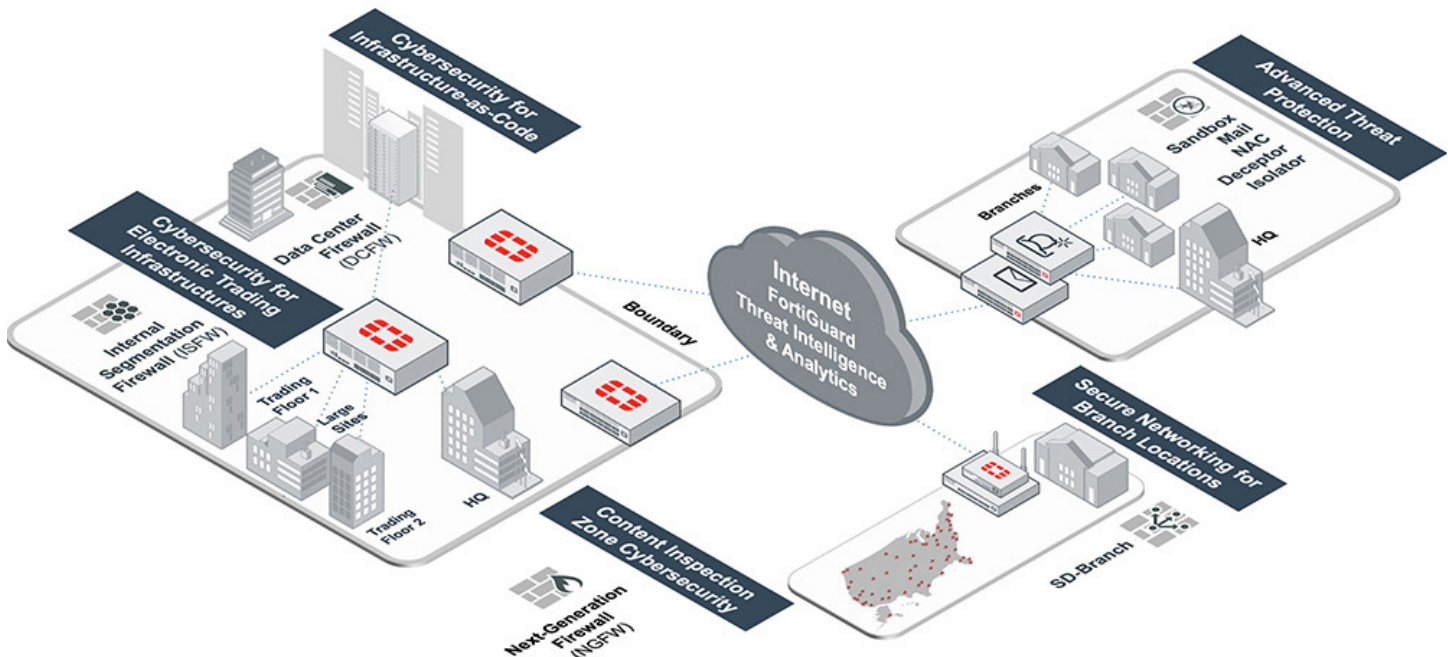 Cybersecurity for
Infrastructure-as-Code
Data Center
Firewall
(DCFW)
Cybersecurity for
Electronic Trading
Infrastructures
Internal
Segmentation
Firewall (ISFW)
Trading
Floor 1
Large
Sites
Trading
Floor 2
HQ
Boundary
Internet
FortiGuard
Threat Intelligence
& Analytics
Advanced Threat
Protection
Sandbox
Mail
NAC
Deceptor
Isolator
Branches
HQ
Secure Networking for
Branch Locations
SD-Branch
Content Inspection
Zone Cybersecurity
Next-Generation
Firewall
(NGFW)